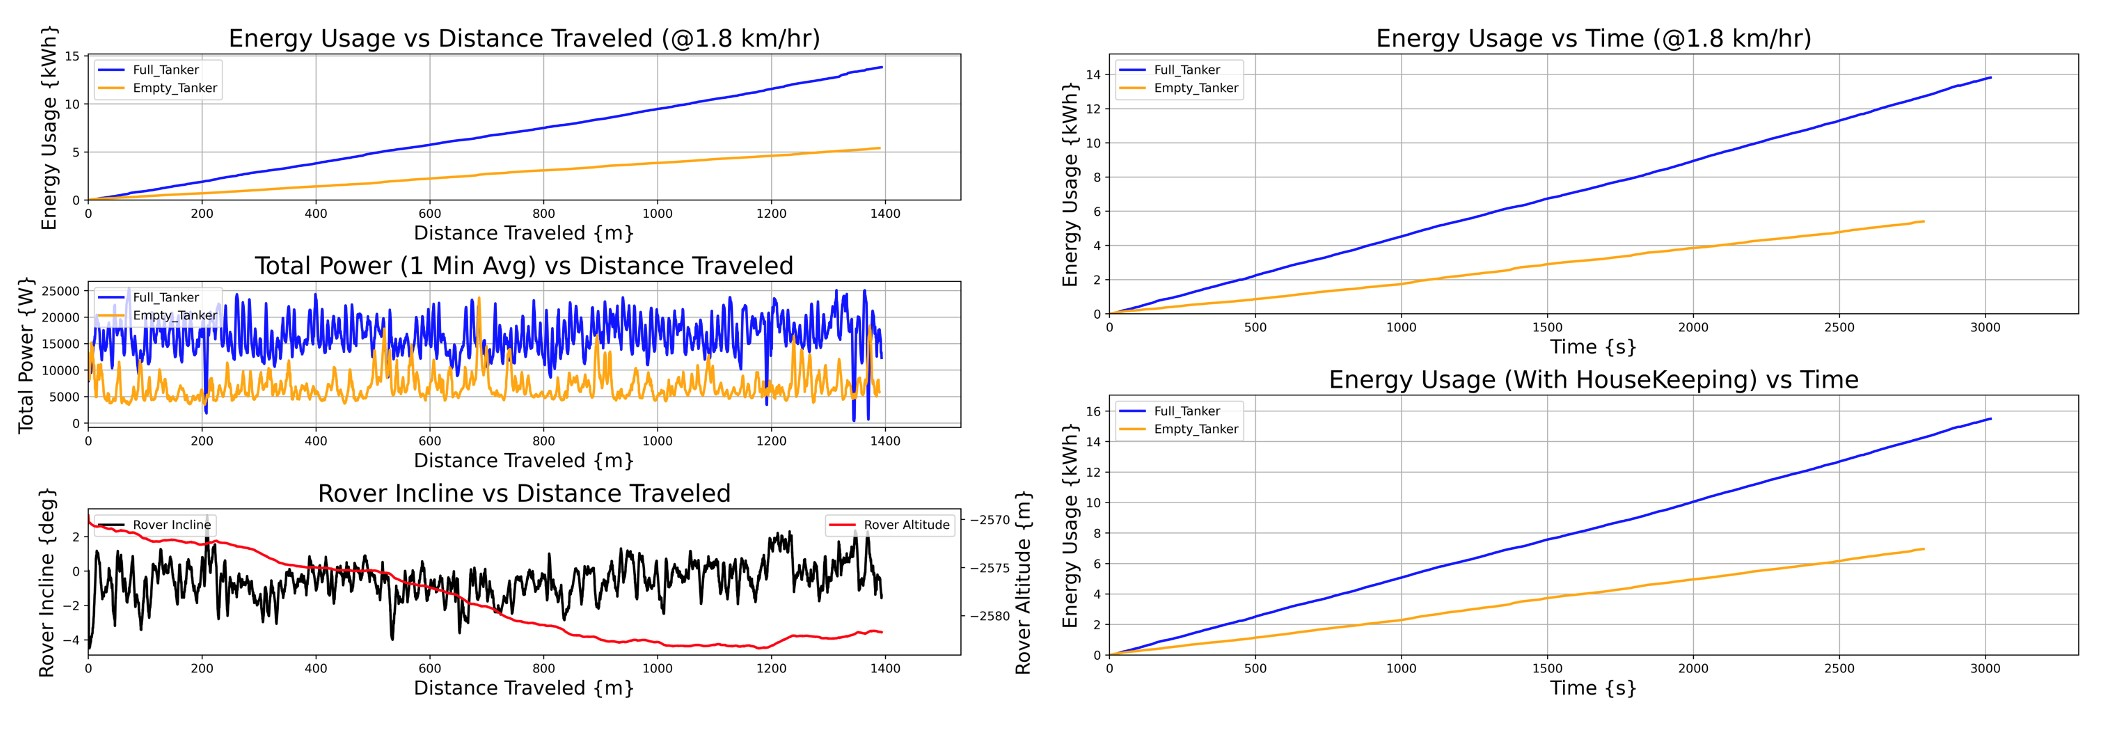 Energy Usage vs Distance Traveled (@1.8 km/hr)
Energy Usage {kWh}
15
10
5
0
Full_Tanker
Empty_Tanker
0 200 400 600 800 1000 1200 1400
Distance Traveled {m}
Total Power (1 Min Avg) vs Distance Traveled
Total Power {W}
25000
20000
15000
10000
5000
0
Full_Tanker
Empty_Tanker
0 200 400 600 800 1000 1200 1400
Distance Traveled {m}
Rover Incline vs Distance Traveled
Rover Incline {deg}
2
0
−2
−4
Rover Incline
Rover Altitude
−2570
−2575
−2580
Rover Altitude {m}
0 200 400 600 800 1000 1200 1400
Distance Traveled {m}
Energy Usage vs Time (@1.8 km/hr)
Energy Usage {kWh}
14
12
10
8
6
4
2
0
Full_Tanker
Empty_Tanker
0 500 1000 1500 2000 2500 3000
Time {s}
Energy Usage (With HouseKeeping) vs Time
Energy Usage {kWh}
16
14
12
10
8
6
4
2
0
Full_Tanker
Empty_Tanker
0 500 1000 1500 2000 2500 3000
Time {s}